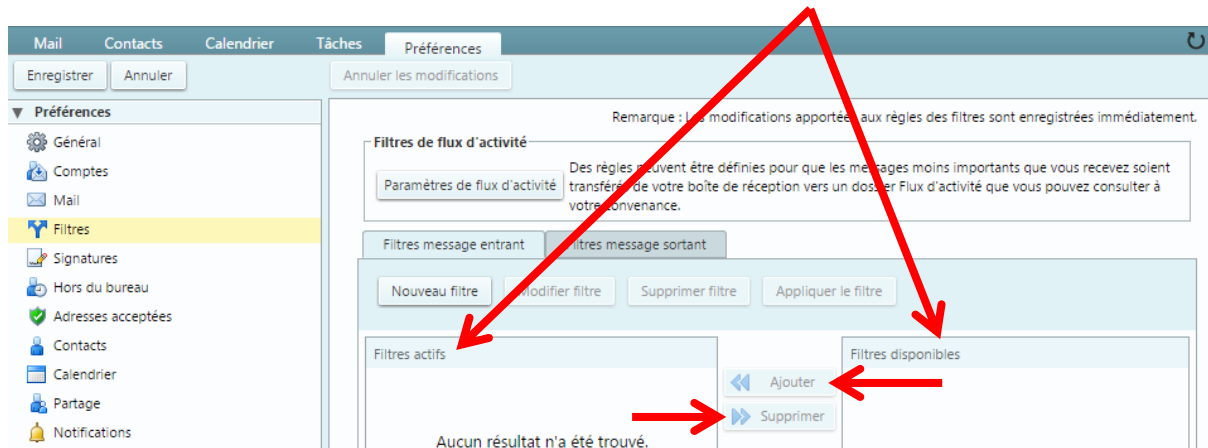 Mail Contacts Calendrier Tâches Préférences
Enregistrer Annuler Annuler les modifications
Préférences
Général
Comptes
Mail
Filtres
Signatures
Hors du bureau
Adresses acceptées
Contacts
Calendrier
Partage
Notifications
Remarque : Les modifications apportées aux règles des filtres sont enregistrées immédiatement.
Filtres de flux d'activité
Paramètres de flux d'activité
Des règles peuvent être définies pour que les messages moins importants que vous recevez soient
transférés de votre boîte de réception vers un dossier Flux d'activité que vous pouvez consulter à
votre convenance.
Filtres message entrant Filtres message sortant
Nouveau filtre Modifier filtre Supprimer filtre Appliquer le filtre
Filtres actifs
Aucun résultat n'a été trouvé.
Ajouter
Supprimer
Filtres disponibles